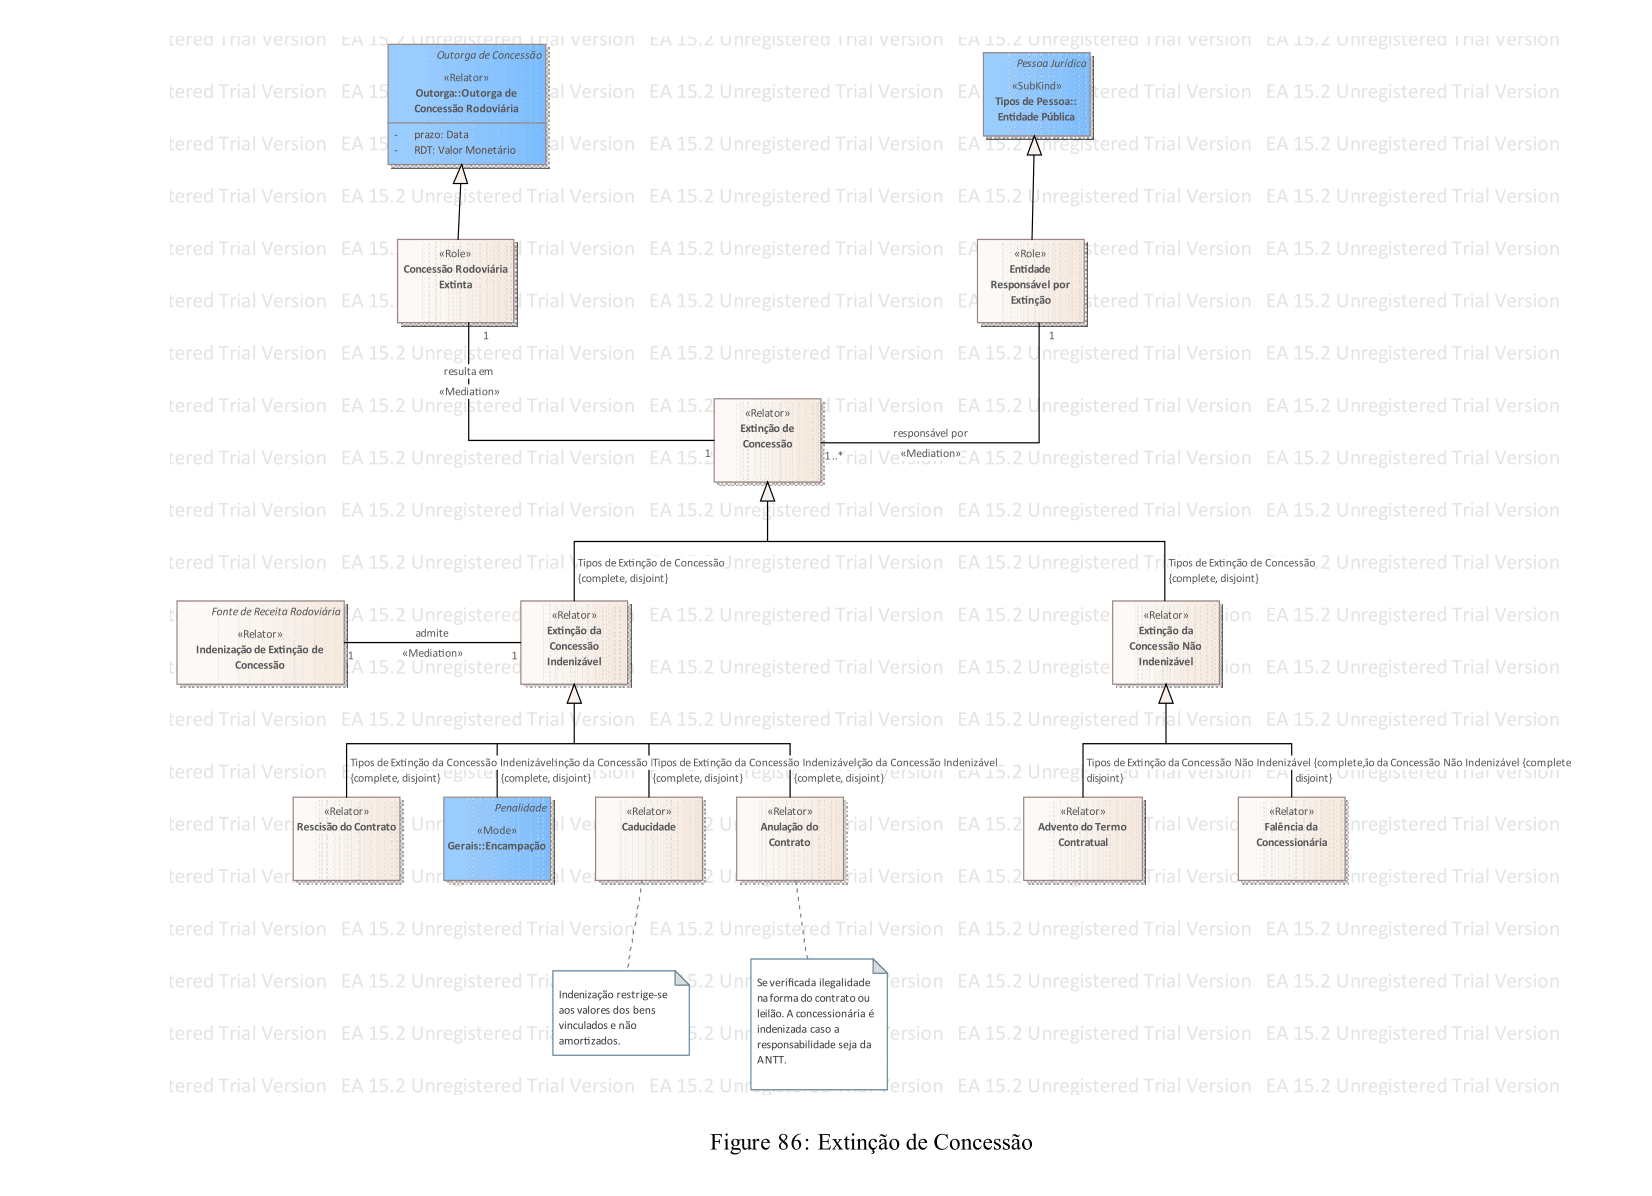 Outorga de Concessão
«Relator»
Outorga::Outorga de
Concessão Rodoviária
- prazo: Data
- RDT: Valor Monetário
Pessoa Jurídica
«SubKind»
Tipos de Pessoa::
Entidade Pública
«Role»
Concessão Rodoviária
Extinta
«Role»
Entidade
Responsável por
Extinção
1
1
resulta em
«Mediation»
«Relator»
Extinção de
Concessão
responsável por
«Mediation»
1
1..*
Tipos de Extinção de Concessão
{complete, disjoint}
Tipos de Extinção de Concessão
{complete, disjoint}
Fonte de Receita Rodoviária
«Relator»
Indenização de Extinção de
Concessão
admite
«Mediation»
1
1
«Relator»
Extinção da
Concessão
Indenizável
«Relator»
Extinção da
Concessão Não
Indenizável
Tipos de Extinção da Concessão Indenizável
{complete, disjoint}
nção da Concessão
{complete, disjoint}
Tipos de Extinção da Concessão Indenizável
{complete, disjoint}
ção da Concessão Indenizável
{complete, disjoint}
Tipos de Extinção da Concessão Não Indenizável {complete,
disjoint}
ão da Concessão Não Indenizável {complete
disjoint}
«Relator»
Rescisão do Contrato
Penalidade
«Mode»
Gerais::Encampação
«Relator»
Caducidade
«Relator»
Anulação do
Contrato
«Relator»
Advento do Termo
Contratual
«Relator»
Falência da
Concessionária
Indenização restrige-se
aos valores dos bens
vinculados e não
amortizados.
Se verificada ilegalidade
na forma do contrato ou
leilão. A concessionária é
indenizada caso a
responsabilidade seja da
ANTT.
EA 15.2 Unregistered Trial Version
Figure 86: Extinção de Concessão